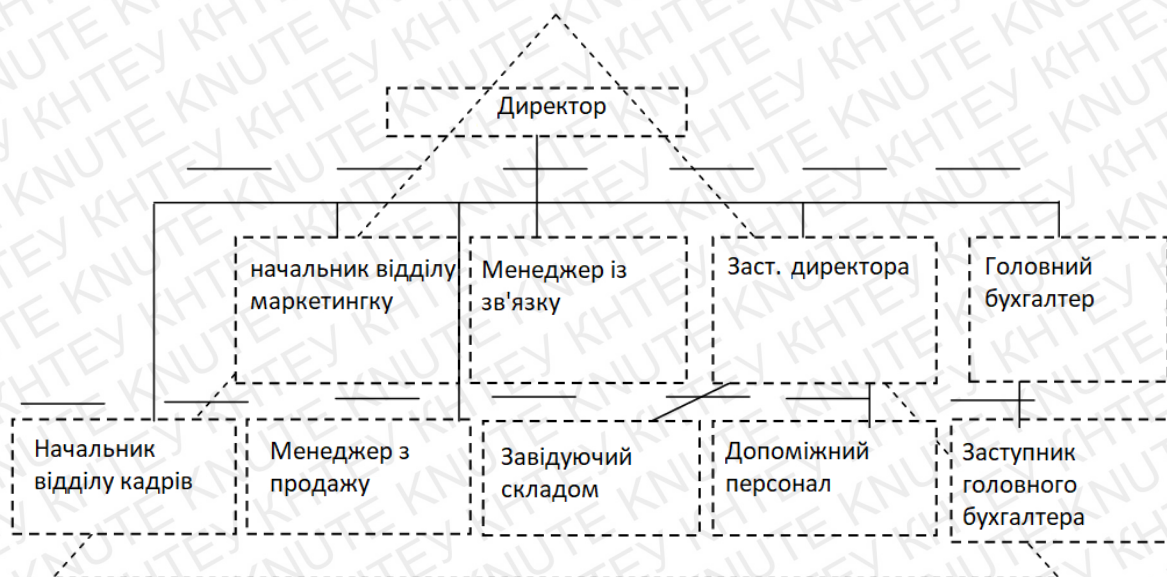 Директор
начальник відділу
маркетингку
Менеджер із
зв'язку
Заст. директора
Головний
бухгалтер
Начальник
відділу кадрів
Менеджер з
продажу
Завідуючий
складом
Допоміжний
персонал
Заступник
головного
бухгалтера